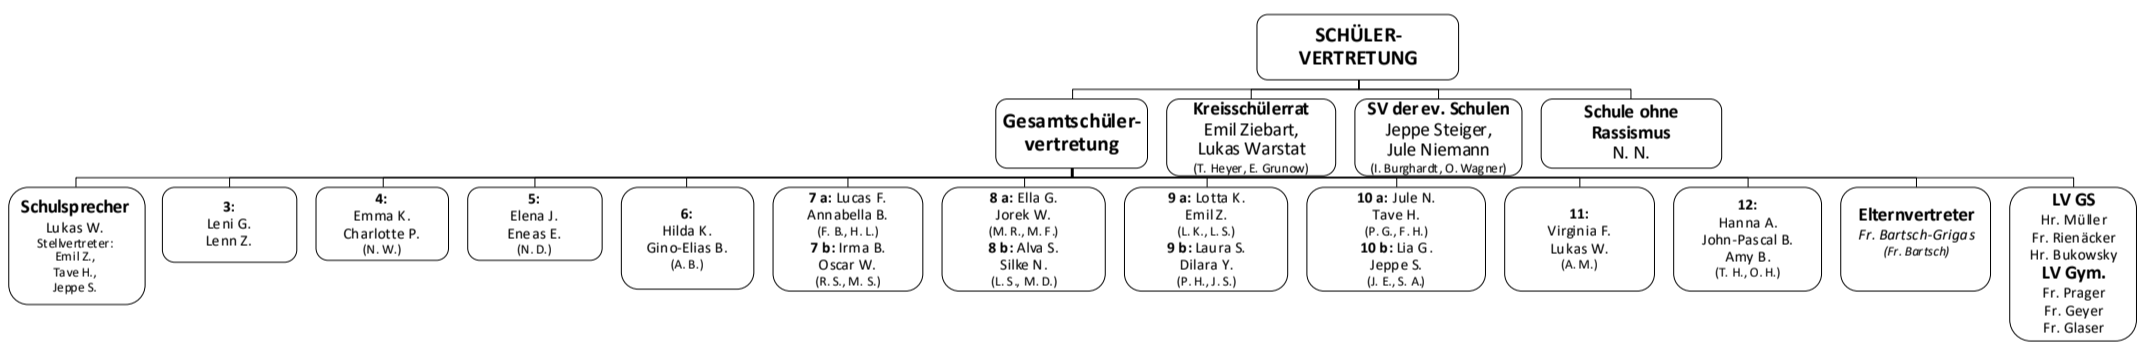 SCHÜLER-
VERTRETUNG
Gesamtschüler-
vertretung
Kreisschülerrat
Emil Ziebart,
Lukas Warstat
(T. Heyer, E. Grunow)
SV der ev. Schulen
Jeppe Steiger,
Jule Niemann
(I. Burghardt, O. Wagner)
Schule ohne
Rassismus
N. N.
Schulsprecher
Lukas W.
Stellvertreter:
Emil Z.,
Tave H.,
Jeppe S.
3:
Leni G.
Lenn Z.
4:
Emma K.
Charlotte P.
(N. W.)
5:
Elena J.
Eneas E.
(N. D.)
6:
Hilda K.
Gino-Elias B.
(A. B.)
7 a: Lucas F.
Annabella B.
(F. B., H. L.)
7 b: Irma B.
Oscar W.
(R. S., M. S.)
8 a: Ella G.
Jorek W.
(M. R., M. F.)
8 b: Alva S.
Silke N.
(L. S., M. D.)
9 a: Lotta K.
Emil Z.
(L. K., L. S.)
9 b: Laura S.
Dilara Y.
(P. H., J. S.)
10 a: Jule N.
Tave H.
(P. G., F. H.)
10 b: Lia G.
Jeppe S.
(J. E., S. A.)
11:
Virginia F.
Lukas W.
(A. M.)
12:
Hanna A.
John-Pascal B.
Amy B.
(T. H., O. H.)
Elternvertreter
Fr. Bartsch-Grigas
(Fr. Bartsch)
LV GS
Hr. Müller
Fr. Rienäcker
Hr. Bukowsky
LV Gym.
Fr. Prager
Fr. Geyer
Fr. Glaser